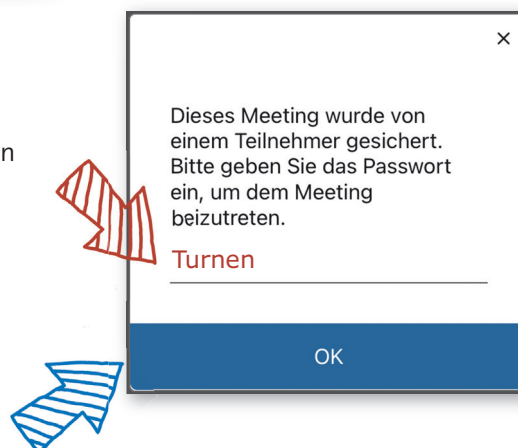 ×
Dieses Meeting wurde von
einem Teilnehmer gesichert.
n
Bitte geben Sie das Passwort
ein, um dem Meeting
beizutreten.
Turnen
OK